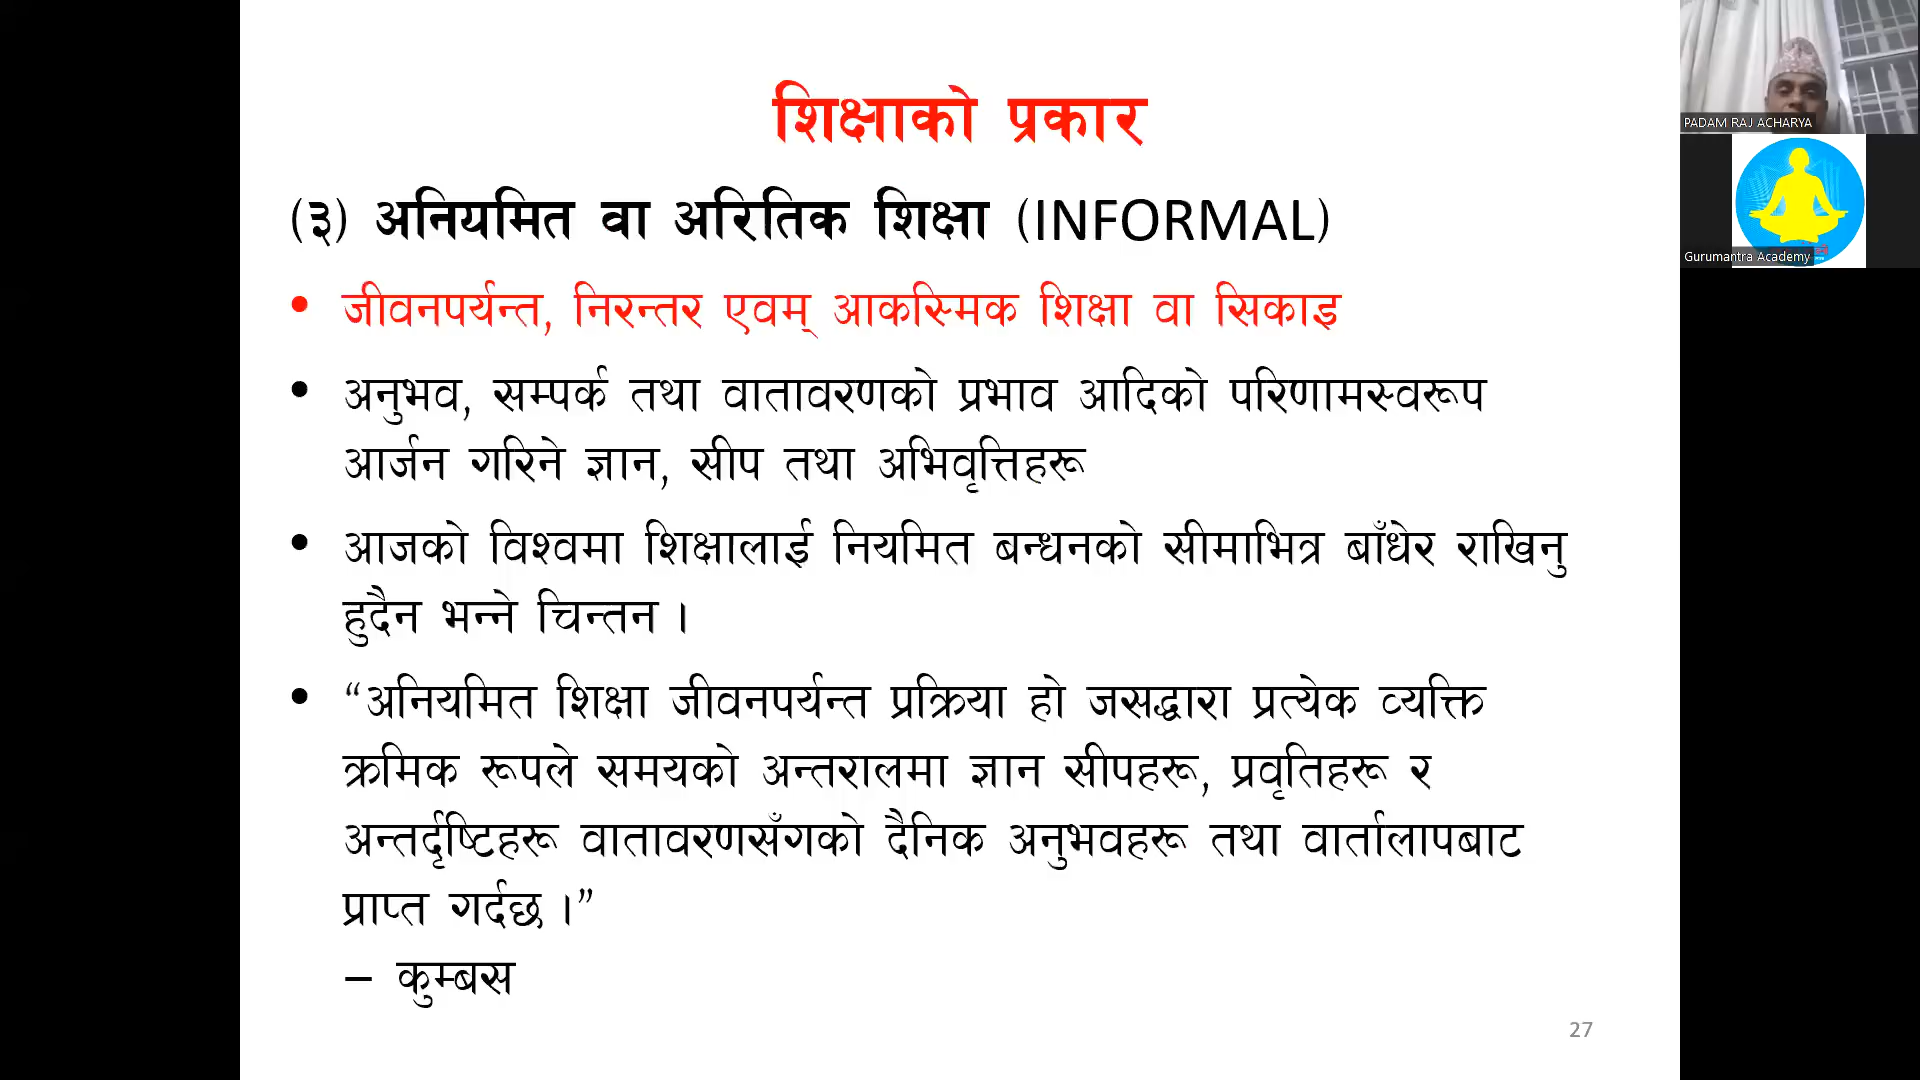 शिक्षाको प्रकार
(३) अनियमित वा अरितिक शिक्षा (INFORMAL)
• जीवनपर्यन्त, निरन्तर एवम् आकस्मिक शिक्षा वा सिकाइ
• अनुभव, सम्पर्क तथा वातावरणको प्रभाव आदिको परिणामस्वरूप
आर्जन गरिने ज्ञान, सीप तथा अभिवृत्तिहरू
• आजको विश्वमा शिक्षालाई नियमित बन्धनको सीमाभित्र बाँधेर राखिनु
हुदैन भन्ने चिन्तन ।
• “अनियमित शिक्षा जीवनपर्यन्त प्रक्रिया हो जसद्धारा प्रत्येक व्यक्ति
क्रमिक रूपले समयको अन्तरालमा ज्ञान सीपहरू, प्रवृतिहरू र
अन्तर्दृष्टिहरू वातावरणसँगको दैनिक अनुभवहरू तथा वार्तालापबाट
प्राप्त गर्दछ ।”
– कुम्बस
27
PADAM RAJ ACHARYA
Gurumantra Academy